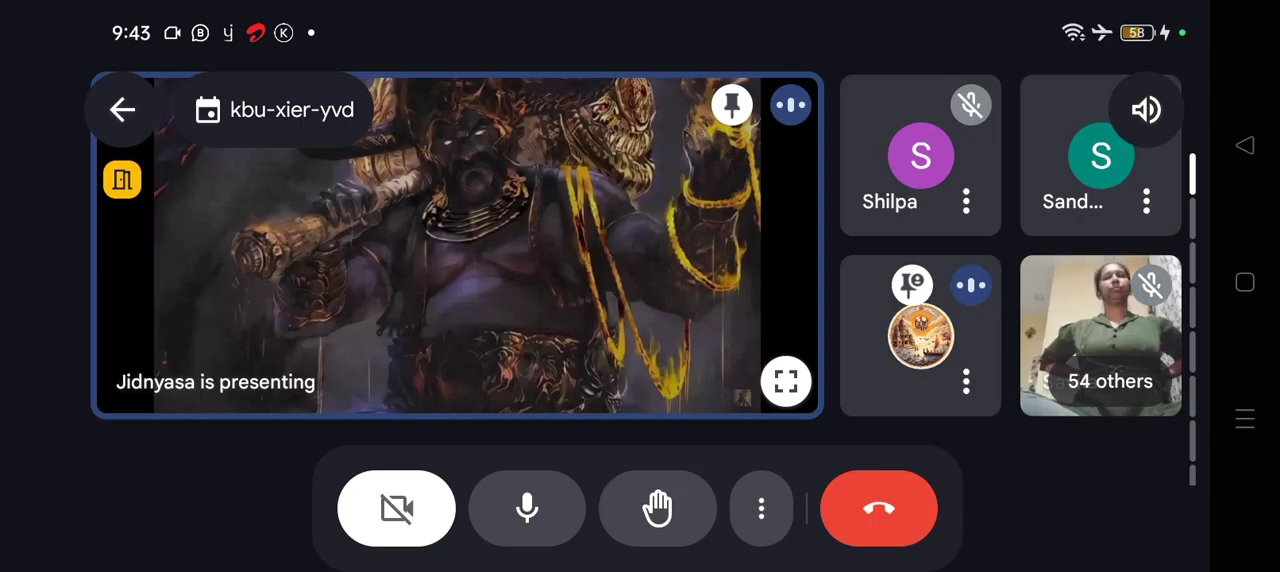 9:43
58
kbu-xier-yvd
Jidnyasa is presenting
S
Shilpa
S
Sand...
54 others